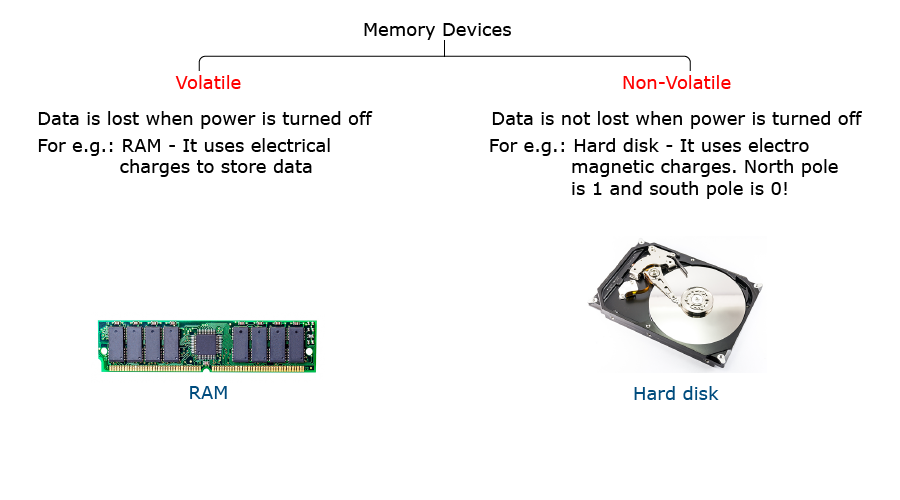 Memory Devices
Volatile
Data is lost when power is turned off
For e.g.: RAM - It uses electrical
charges to store data
RAM
Non-Volatile
Data is not lost when power is turned off
For e.g.: Hard disk - It uses electro
magnetic charges. North pole
is 1 and south pole is 0!
Hard disk